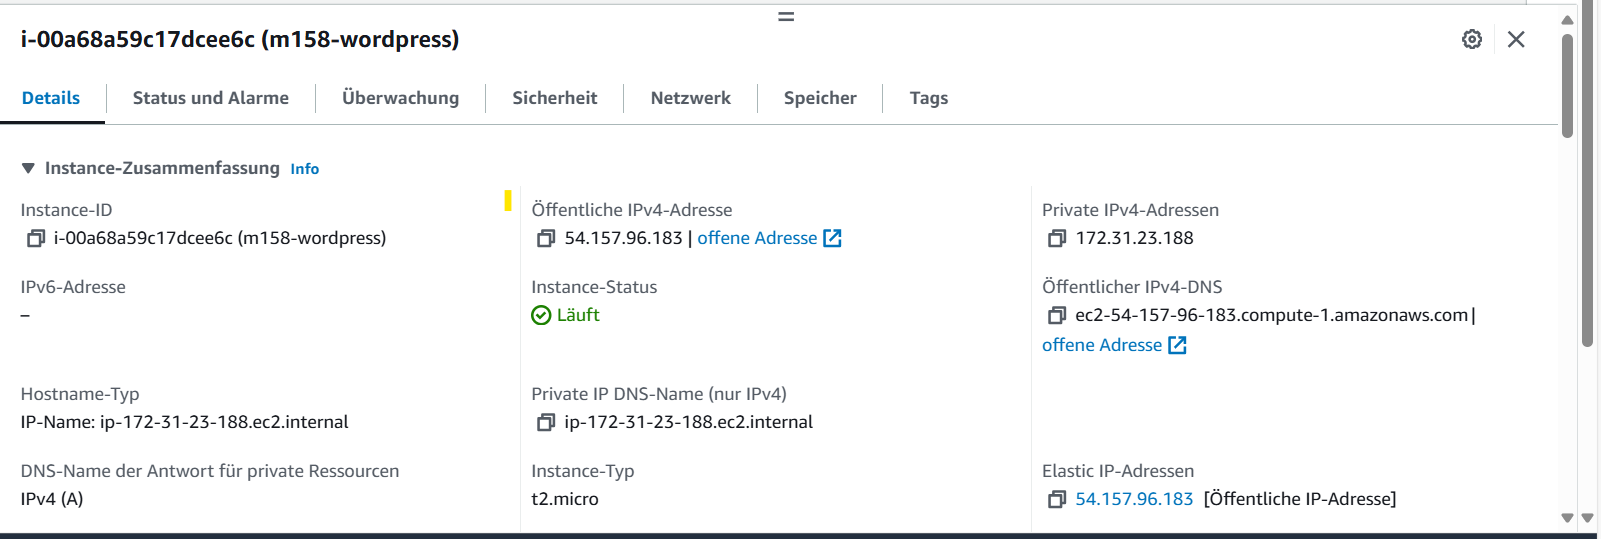 i-00a68a59c17dcee6c (m158-wordpress)
Details
Status und Alarme
Überwachung
Sicherheit
Netzwerk
Speicher
Tags
Instance-Zusammenfassung Info
Instance-ID
i-00a68a59c17dcee6c (m158-wordpress)
Öffentliche IPv4-Adresse
54.157.96.183 | offene Adresse
Private IPv4-Adressen
172.31.23.188
IPv6-Adresse
–
Instance-Status
Läuft
Öffentlicher IPv4-DNS
ec2-54-157-96-183.compute-1.amazonaws.com |
offene Adresse
Hostname-Typ
IP-Name: ip-172-31-23-188.ec2.internal
Private IP DNS-Name (nur IPv4)
ip-172-31-23-188.ec2.internal
DNS-Name der Antwort für private Ressourcen
IPv4 (A)
Instance-Typ
t2.micro
Elastic IP-Adressen
54.157.96.183 [Öffentliche IP-Adresse]